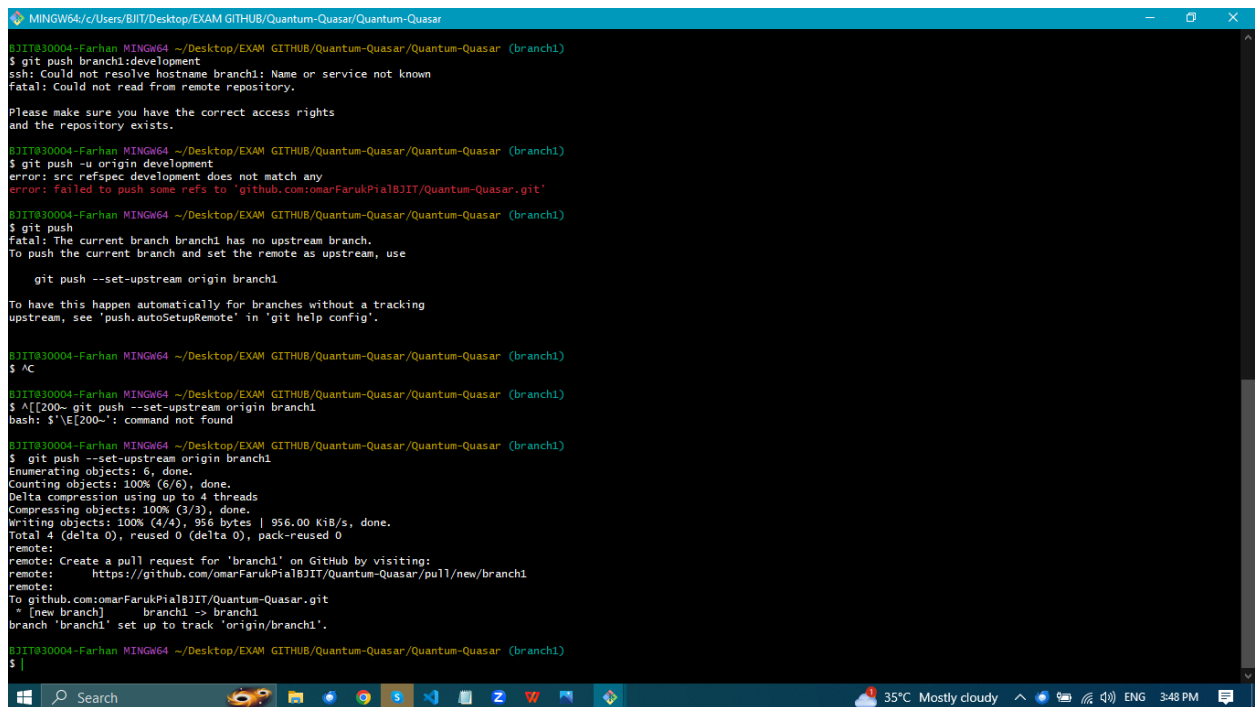 MINGW64:/c/Users/BJIT/Desktop/EXAM GITHUB/Quantum-Quasar/Quantum-Quasar
BJIT@30004-Farhan MINGW64 ~/Desktop/EXAM GITHUB/Quantum-Quasar/Quantum-Quasar (branch1)
$ git push branch1:development
ssh: Could not resolve hostname branch1: Name or service not known
fatal: Could not read from remote repository.
Please make sure you have the correct access rights
and the repository exists.
BJIT@30004-Farhan MINGW64 ~/Desktop/EXAM GITHUB/Quantum-Quasar/Quantum-Quasar (branch1)
$ git push -u origin development
error: src refspec development does not match any
error: failed to push some refs to 'github.com:omarFarukPialBJIT/Quantum-Quasar.git'
BJIT@30004-Farhan MINGW64 ~/Desktop/EXAM GITHUB/Quantum-Quasar/Quantum-Quasar (branch1)
$ git push
fatal: The current branch branch1 has no upstream branch.
To push the current branch and set the remote as upstream, use
git push --set-upstream origin branch1
To have this happen automatically for branches without a tracking
upstream, see 'push.autoSetupRemote' in 'git help config'.
BJIT@30004-Farhan MINGW64 ~/Desktop/EXAM GITHUB/Quantum-Quasar/Quantum-Quasar (branch1)
$ ^C
BJIT@30004-Farhan MINGW64 ~/Desktop/EXAM GITHUB/Quantum-Quasar/Quantum-Quasar (branch1)
$ ^[[200~ git push --set-upstream origin branch1
bash: $'\E[200~': command not found
BJIT@30004-Farhan MINGW64 ~/Desktop/EXAM GITHUB/Quantum-Quasar/Quantum-Quasar (branch1)
$  git push --set-upstream origin branch1
Enumerating objects: 6, done.
Counting objects: 100% (6/6), done.
Delta compression using up to 4 threads
Compressing objects: 100% (3/3), done.
Writing objects: 100% (4/4), 956 bytes | 956.00 KiB/s, done.
Total 4 (delta 0), reused 0 (delta 0), pack-reused 0
remote:
remote: Create a pull request for 'branch1' on GitHub by visiting:
remote:      https://github.com/omarFarukPialBJIT/Quantum-Quasar/pull/new/branch1
remote:
To github.com:omarFarukPialBJIT/Quantum-Quasar.git
* [new branch]      branch1 -> branch1
branch 'branch1' set up to track 'origin/branch1'.
BJIT@30004-Farhan MINGW64 ~/Desktop/EXAM GITHUB/Quantum-Quasar/Quantum-Quasar (branch1)
$
Search S Z W 1 35°C Mostly cloudy ENG 3:48 PM